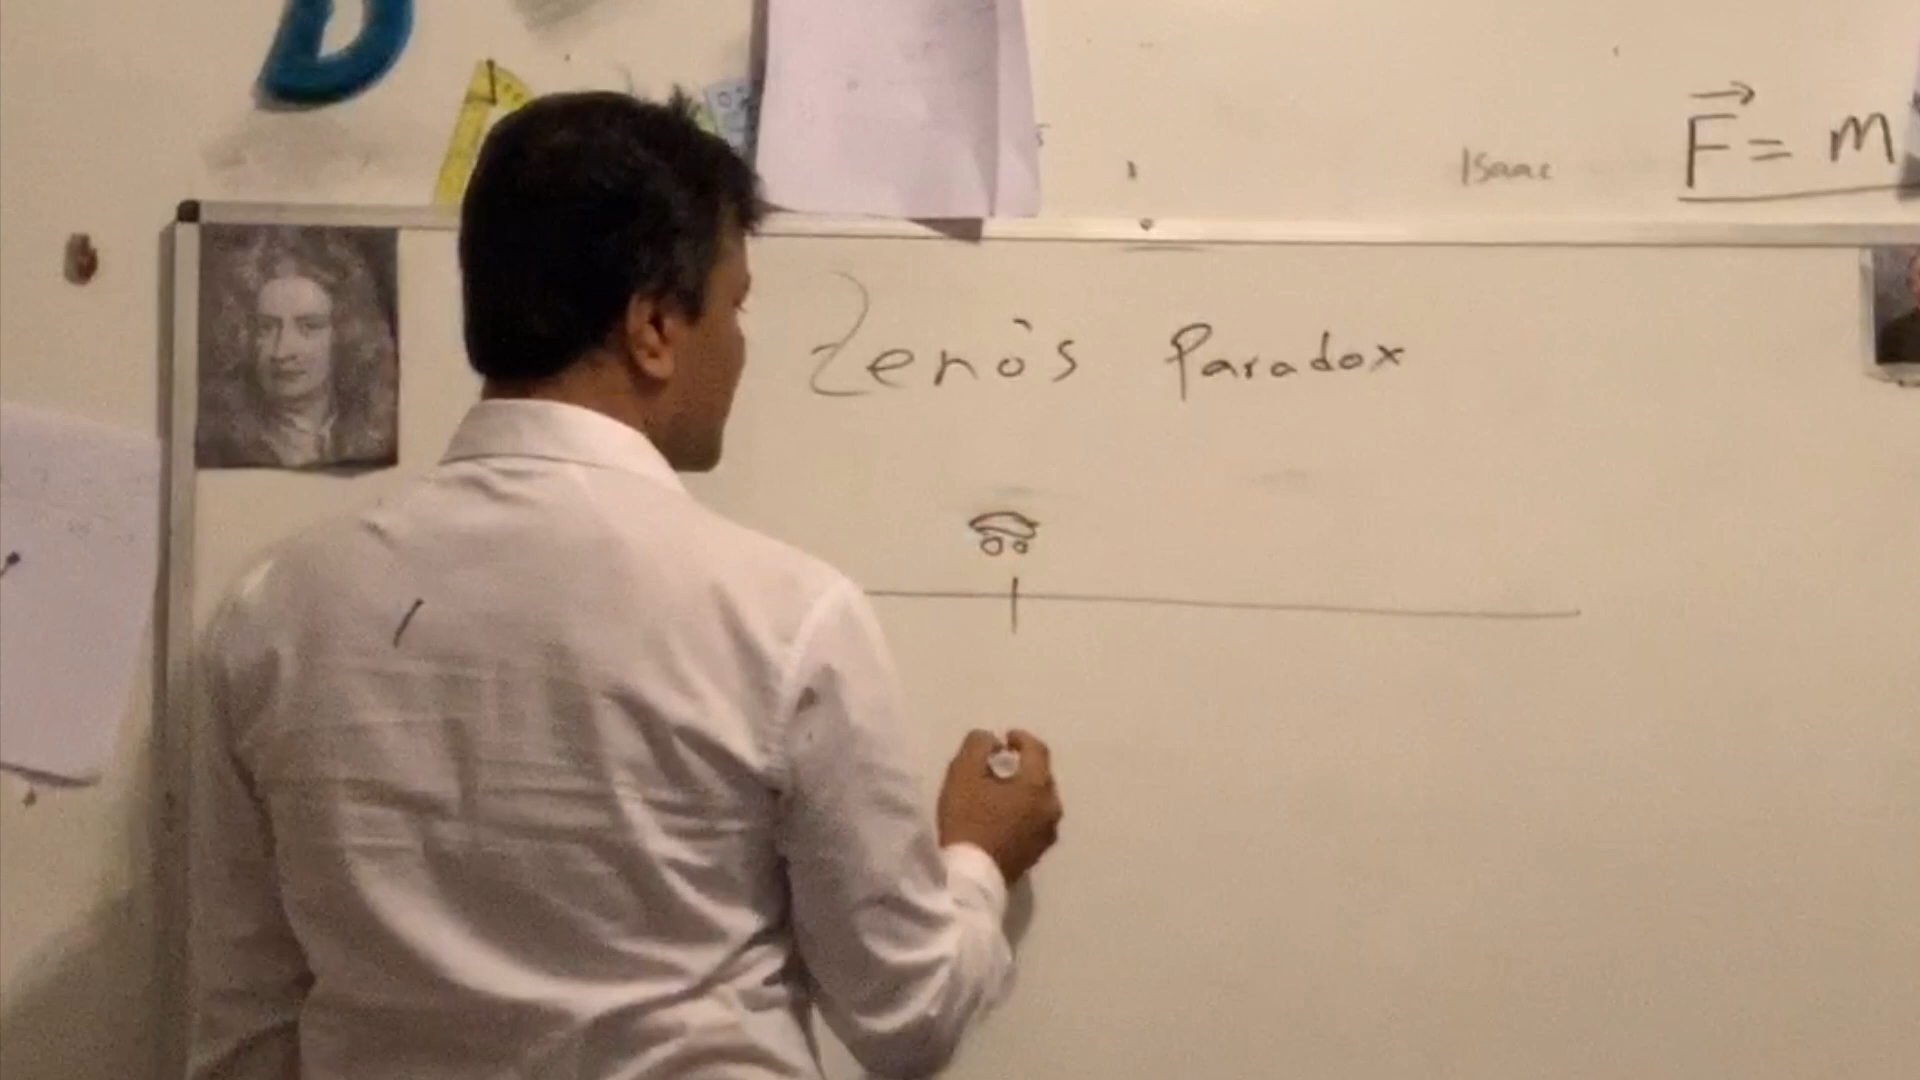 D
Isaac
F = m
Zeno's Paradox